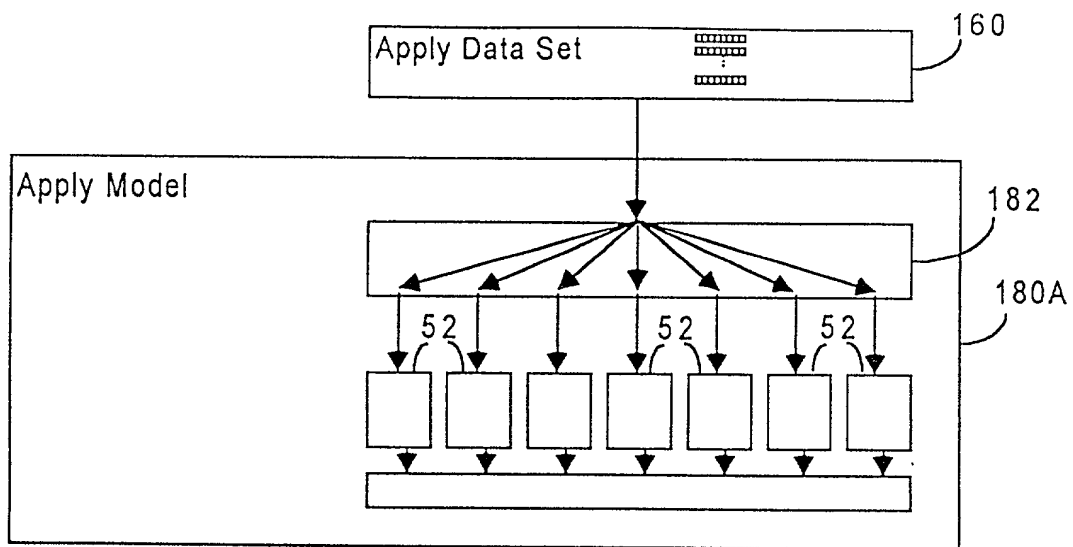 160
Apply Data Set
Apply Model
182
180A
52 52 52